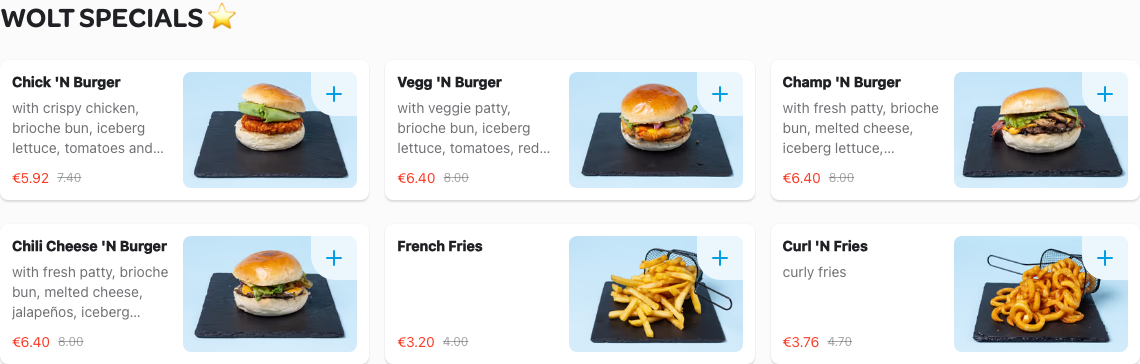 WOLT SPECIALS ⭐
Chick 'N Burger
with crispy chicken,
brioche bun, iceberg
lettuce, tomatoes and...
€5.92 7.40
Vegg 'N Burger
with veggie patty,
brioche bun, iceberg
lettuce, tomatoes, red...
€6.40 8.00
Champ 'N Burger
with fresh patty, brioche
bun, melted cheese,
iceberg lettuce,...
€6.40 8.00
Chili Cheese 'N Burger
with fresh patty, brioche
bun, melted cheese,
jalapeños, iceberg...
€6.40 8.00
French Fries
€3.20 4.00
Curl 'N Fries
curly fries
€3.76 4.70